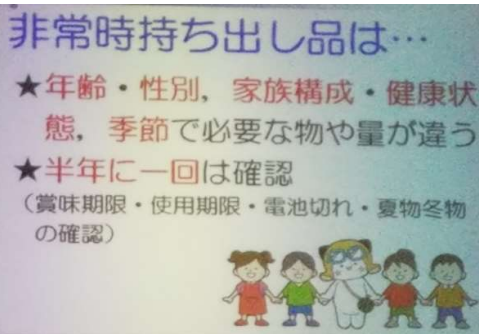 非常時持ち出し品は…
★年齢・性別，家族構成・健康状
態，季節で必要な物や量が違う
★半年に一回は確認
（賞味期限・使用期限・電池切れ・夏物冬物
の確認）